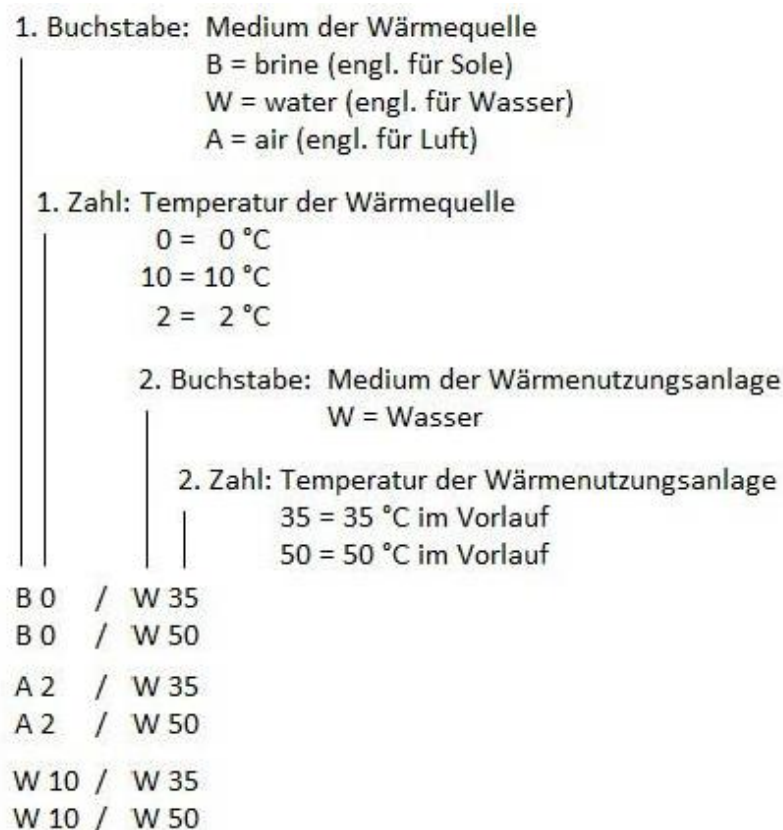 1. Buchstabe: Medium der Wärmequelle
B = brine (engl. für Sole)
W = water (engl. für Wasser)
A = air (engl. für Luft)
1. Zahl: Temperatur der Wärmequelle
0 = 0 °C
10 = 10 °C
2 = 2 °C
2. Buchstabe: Medium der Wärmenutzungsanlage
W = Wasser
2. Zahl: Temperatur der Wärmenutzungsanlage
35 = 35 °C im Vorlauf
50 = 50 °C im Vorlauf
B 0 / W 35
B 0 / W 50
A 2 / W 35
A 2 / W 50
W 10 / W 35
W 10 / W 50